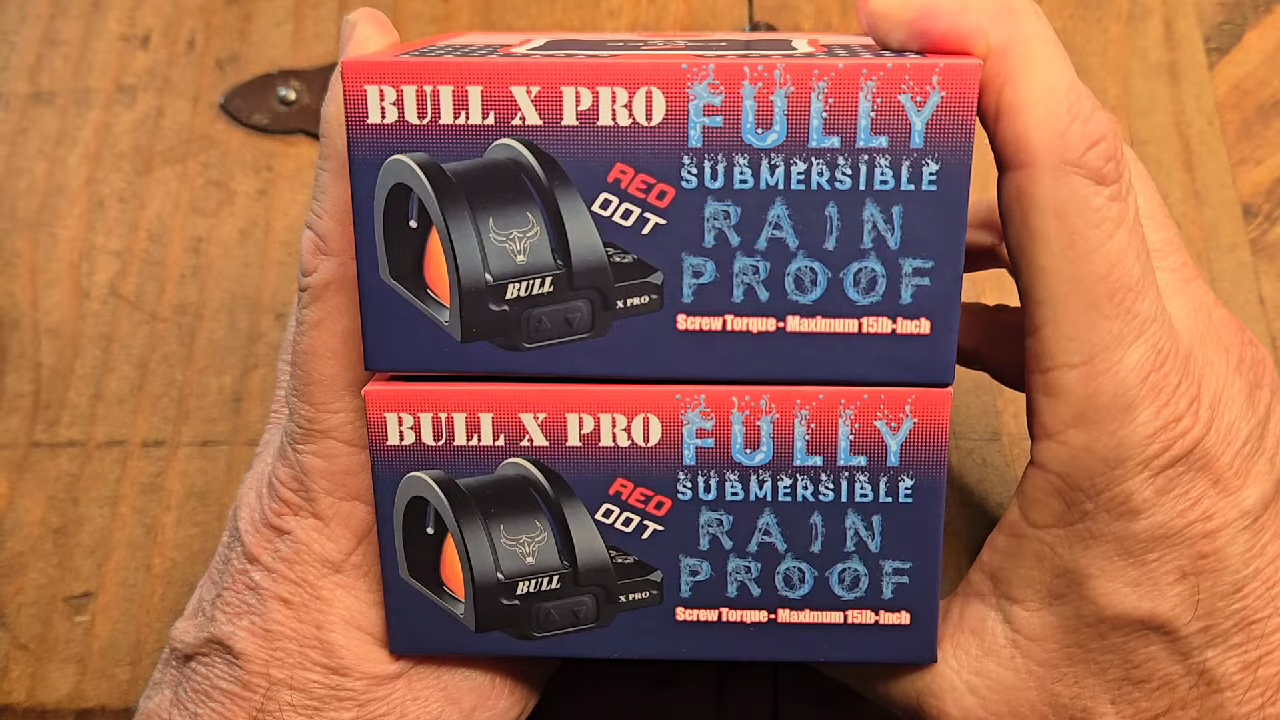 BULL X PRO
FULLY
SUBMERSIBLE
RAIN
PROOF
RED
DOT
BULL
X PRO
Screw Torque - Maximum 15lb-inch
BULL X PRO
FULLY
SUBMERSIBLE
RAIN
PROOF
RED
DOT
BULL
X PRO
Screw Torque - Maximum 15lb-inch